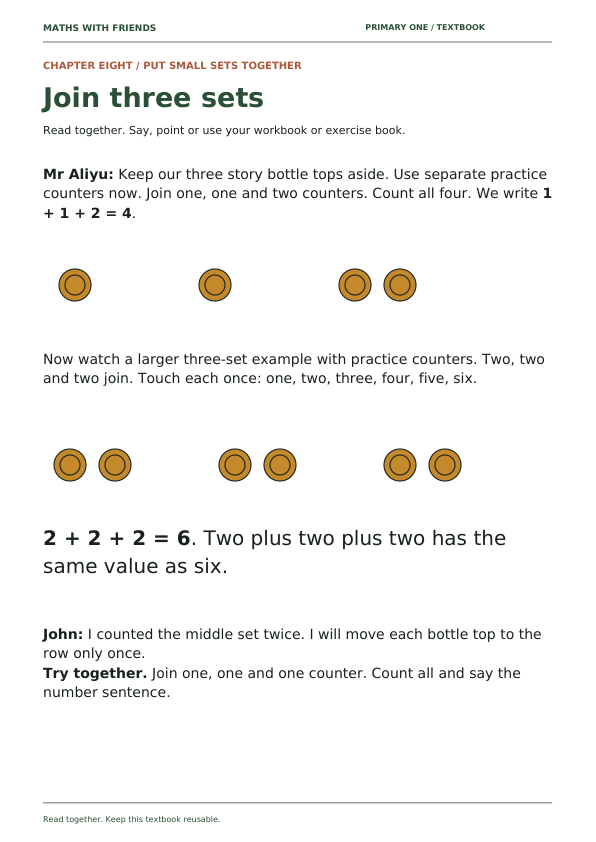 MATHS WITH FRIENDS
PRIMARY ONE / TEXTBOOK
CHAPTER EIGHT / PUT SMALL SETS TOGETHER
Join three sets
Read together. Say, point or use your workbook or exercise book.
Mr Aliyu: Keep our three story bottle tops aside. Use separate practice
counters now. Join one, one and two counters. Count all four. We write 1
+ 1 + 2 = 4.
Now watch a larger three-set example with practice counters. Two, two
and two join. Touch each once: one, two, three, four, five, six.
2 + 2 + 2 = 6. Two plus two plus two has the
same value as six.
John: I counted the middle set twice. I will move each bottle top to the
row only once.
Try together. Join one, one and one counter. Count all and say the
number sentence.
Read together. Keep this textbook reusable.